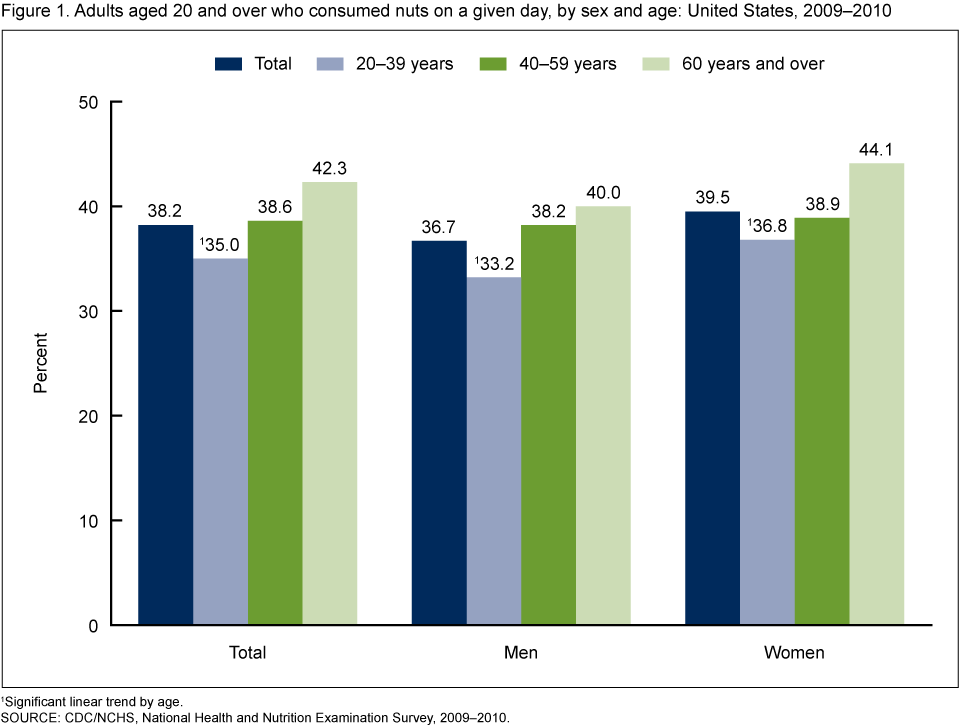 Figure 1. Adults aged 20 and over who consumed nuts on a given day, by sex and age: United States, 2009–2010
Total 20–39 years 40–59 years 60 years and over
50
40
30
20
10
0
Percent
38.2 ¹35.0 38.6 42.3
36.7 ¹33.2 38.2 40.0
39.5 ¹36.8 38.9 44.1
Total Men Women
¹Significant linear trend by age.
SOURCE: CDC/NCHS, National Health and Nutrition Examination Survey, 2009–2010.